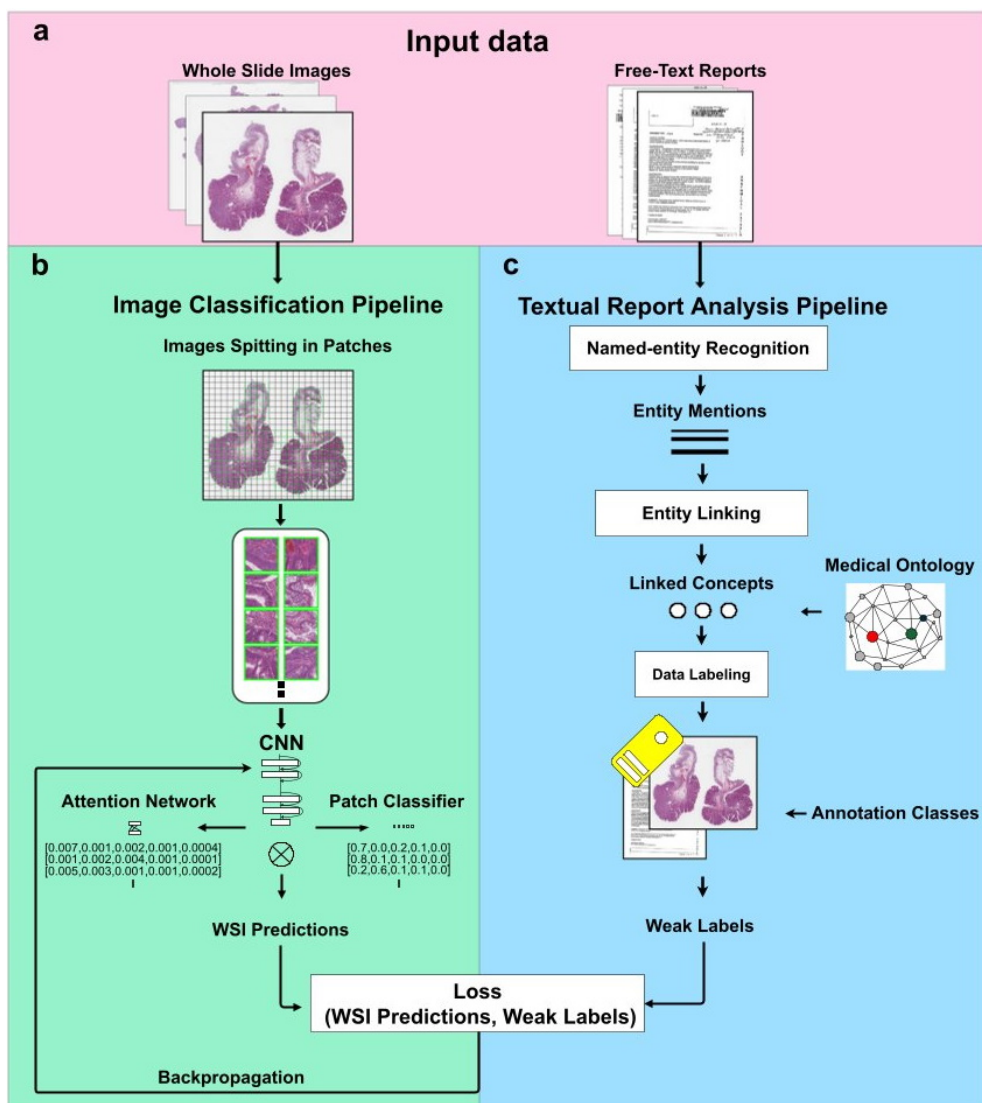 a
Input data
Whole Slide Images
Free-Text Reports
b
Image Classification Pipeline
Images Spitting in Patches
CNN
Attention Network
Patch Classifier
[0.007,0.001,0.002,0.001,0.0004]
[0.001,0.002,0.004,0.001,0.0001]
[0.005,0.003,0.001,0.001,0.0002]
[0.7,0.0,0.2,0.1,0.0]
[0.8,0.1,0.1,0.0,0.0]
[0.2,0.6,0.1,0.1,0.0]
WSI Predictions
c
Textual Report Analysis Pipeline
Named-entity Recognition
Entity Mentions
Entity Linking
Linked Concepts
Medical Ontology
Data Labeling
Annotation Classes
Weak Labels
Loss
(WSI Predictions, Weak Labels)
Backpropagation